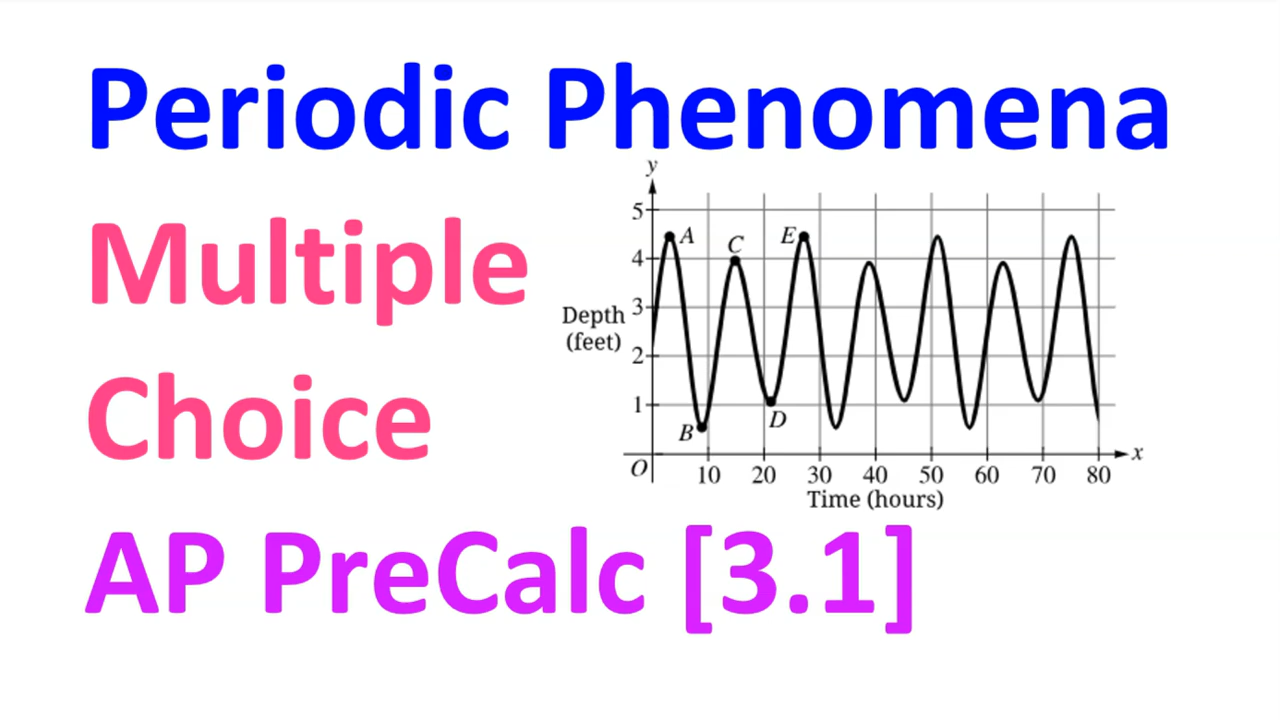 Periodic Phenomena
Multiple
Choice
AP PreCalc [3.1]
y
5
4
3
2
1
A
C
E
B
D
Depth
(feet)
O
10 20 30 40 50 60 70 80
x
Time (hours)